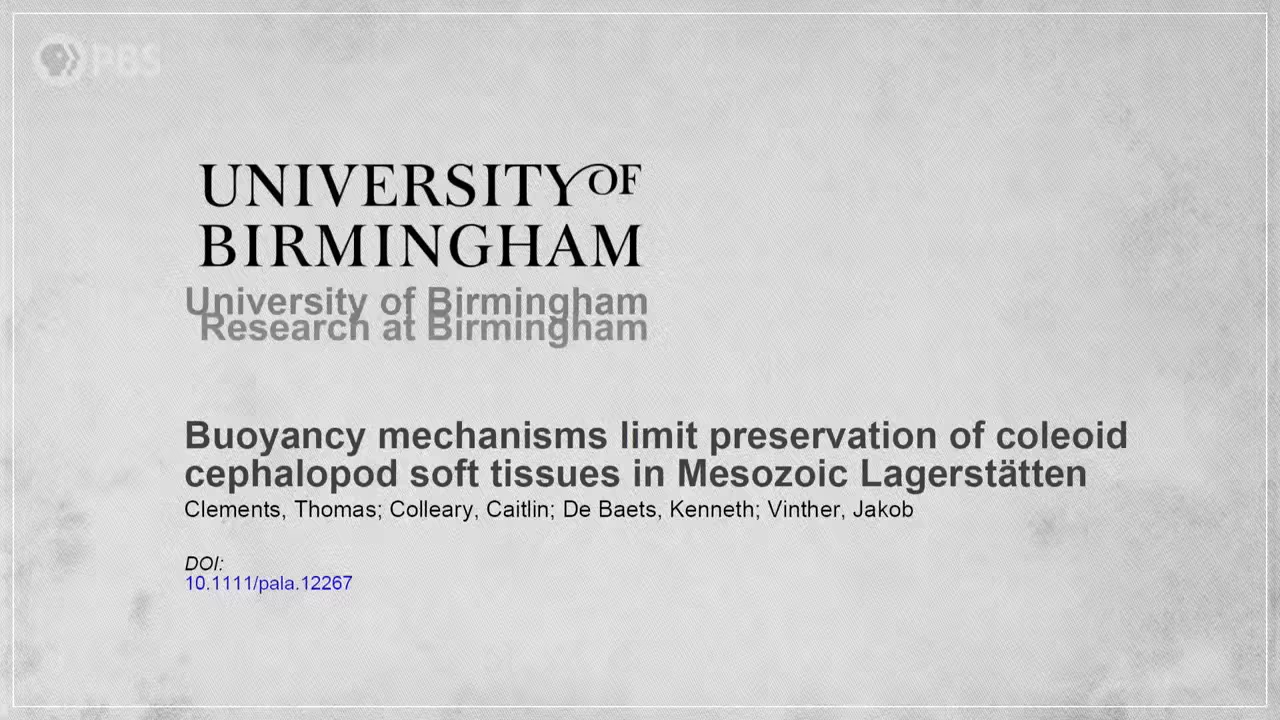 PBS
UNIVERSITY OF
BIRMINGHAM
University of Birmingham
Research at Birmingham
Buoyancy mechanisms limit preservation of coleoid
cephalopod soft tissues in Mesozoic Lagerstätten
Clements, Thomas; Colleary, Caitlin; De Baets, Kenneth; Vinther, Jakob
DOI:
10.1111/pala.12267